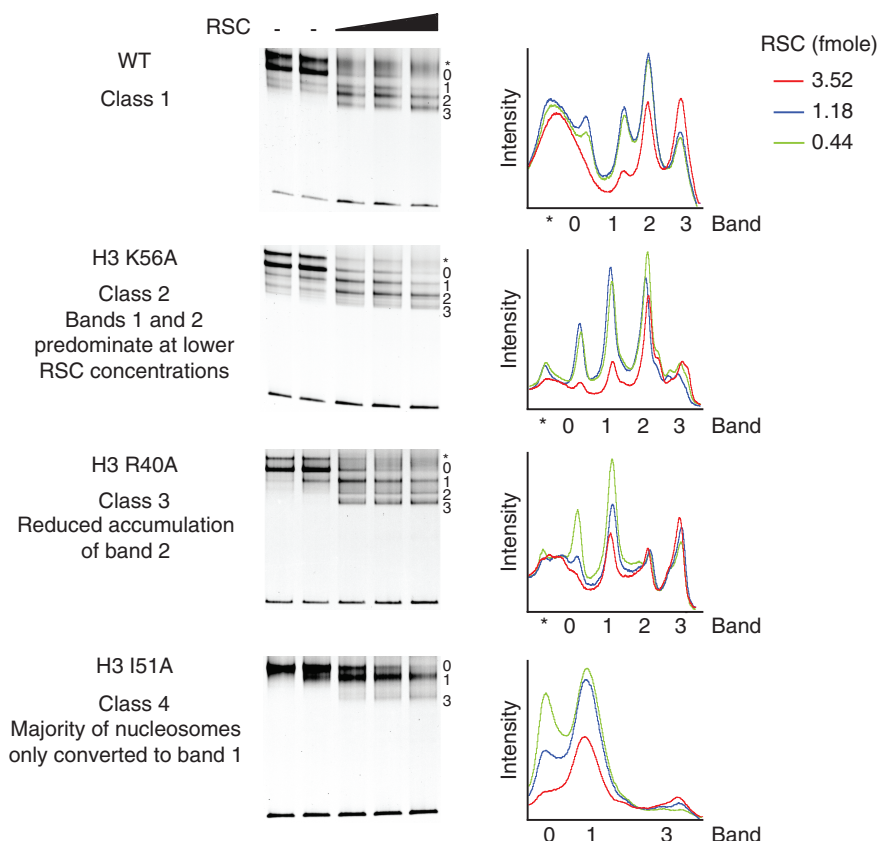 RSC - -
WT
Class 1
*
0
1
2
3
Intensity
* 0 1 2 3 Band
RSC (fmole)
3.52
1.18
0.44
H3 K56A
Class 2
Bands 1 and 2
predominate at lower
RSC concentrations
*
0
1
2
3
Intensity
* 0 1 2 3 Band
H3 R40A
Class 3
Reduced accumulation
of band 2
*
0
1
2
3
Intensity
* 0 1 2 3 Band
H3 I51A
Class 4
Majority of nucleosomes
only converted to band 1
0
1
3
Intensity
0 1 3 Band